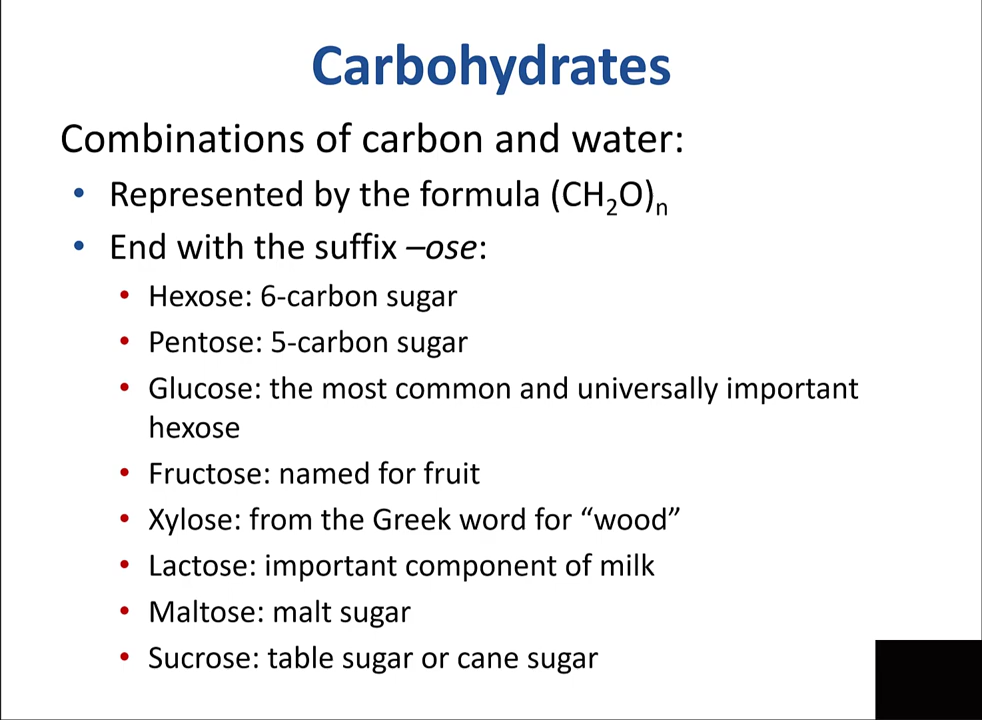 Carbohydrates
Combinations of carbon and water:
• Represented by the formula (CH₂O)ₙ
• End with the suffix –ose:
• Hexose: 6-carbon sugar
• Pentose: 5-carbon sugar
• Glucose: the most common and universally important
hexose
• Fructose: named for fruit
• Xylose: from the Greek word for “wood”
• Lactose: important component of milk
• Maltose: malt sugar
• Sucrose: table sugar or cane sugar